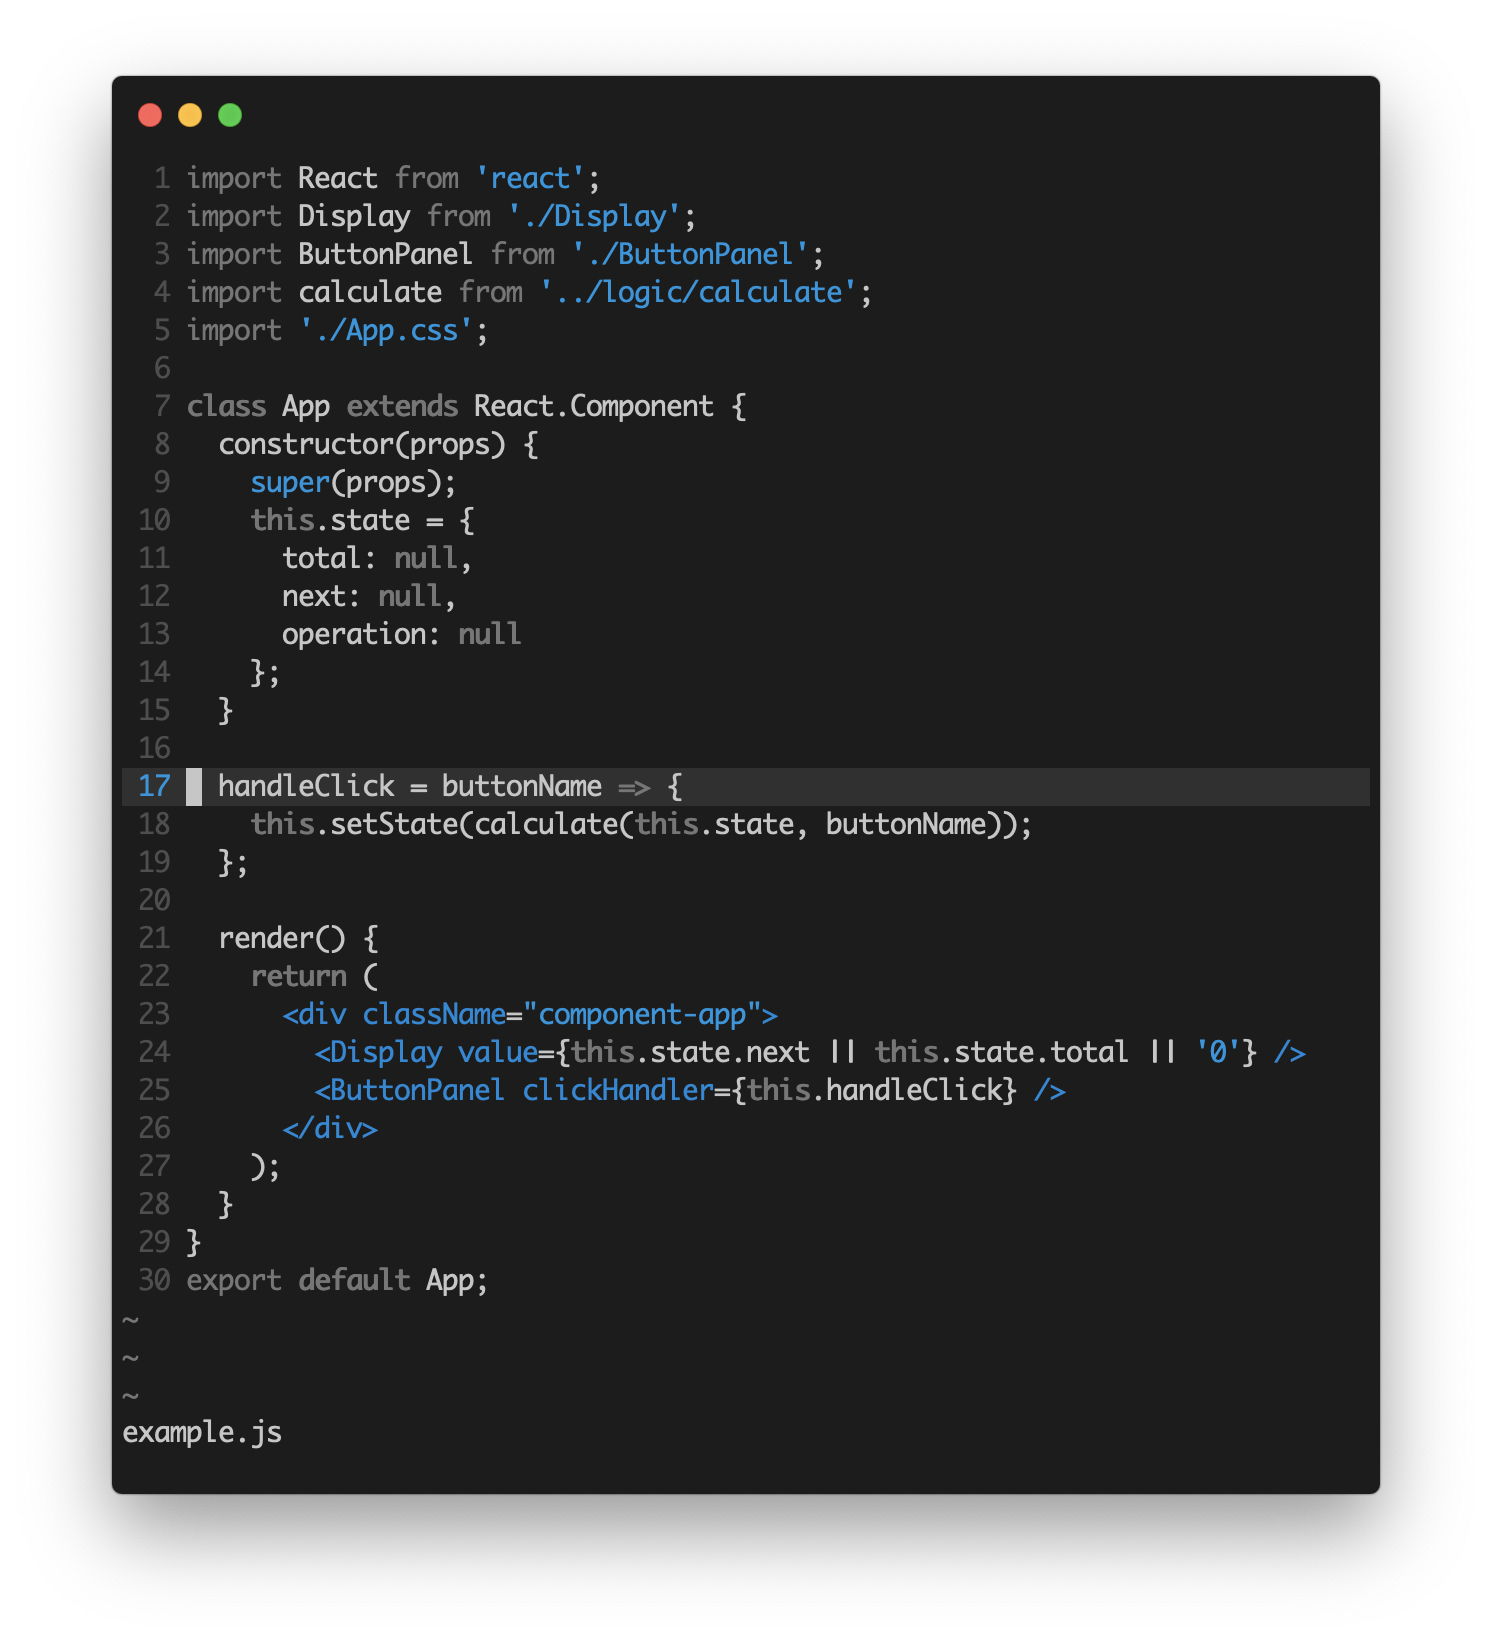 1 import React from 'react';
2 import Display from './Display';
3 import ButtonPanel from './ButtonPanel';
4 import calculate from '../logic/calculate';
5 import './App.css';
6
7 class App extends React.Component {
8   constructor(props) {
9     super(props);
10     this.state = {
11       total: null,
12       next: null,
13       operation: null
14     };
15   }
16
17   handleClick = buttonName => {
18     this.setState(calculate(this.state, buttonName));
19   };
20
21   render() {
22     return (
23       <div className="component-app">
24         <Display value={this.state.next || this.state.total || '0'} />
25         <ButtonPanel clickHandler={this.handleClick} />
26       </div>
27     );
28   }
29 }
30 export default App;
~
~
~
example.js